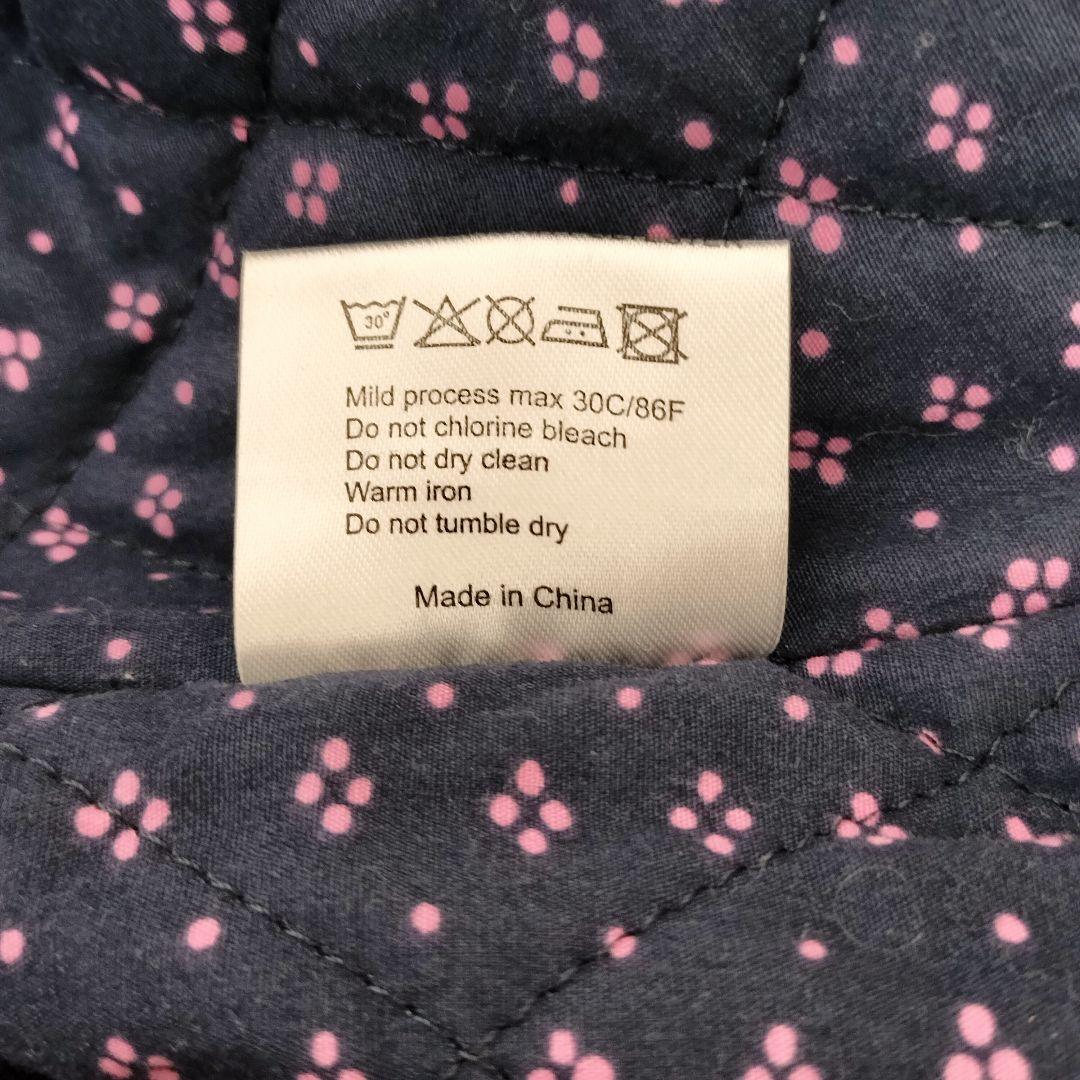 30°
Mild process max 30C/86F
Do not chlorine bleach
Do not dry clean
Warm iron
Do not tumble dry
Made in China